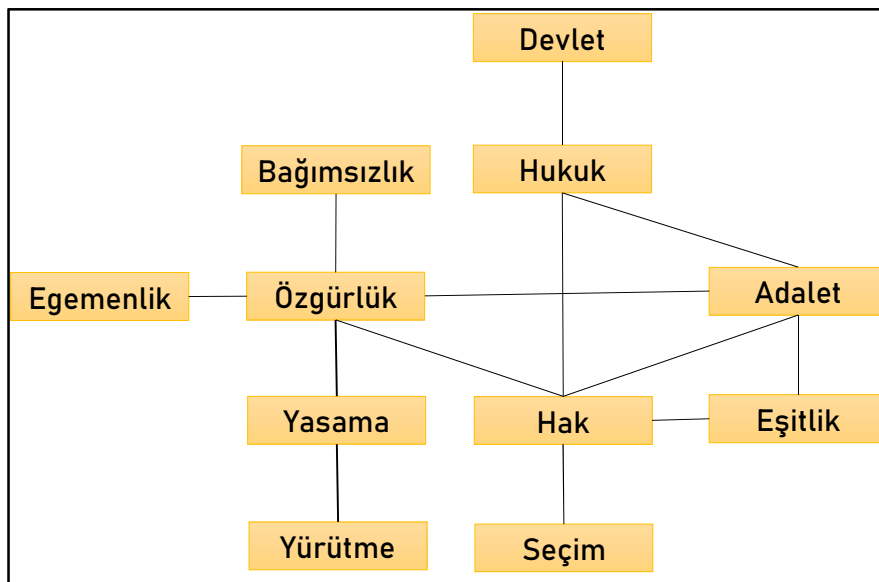 Devlet
Bağımsızlık
Hukuk
Egemenlik
Özgürlük
Adalet
Yasama
Hak
Eşitlik
Yürütme
Seçim